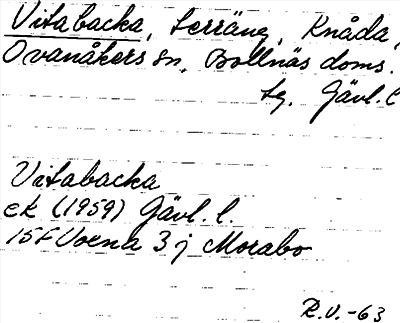 Vitabacka, terräng, Knåda,
Ovanåkers sn, Bollnäs doms.
tg. Gävl. l
Vitabacka
ek (1959) Gävl. l.
15F Voxna 3 j Morabo
R.V. -63